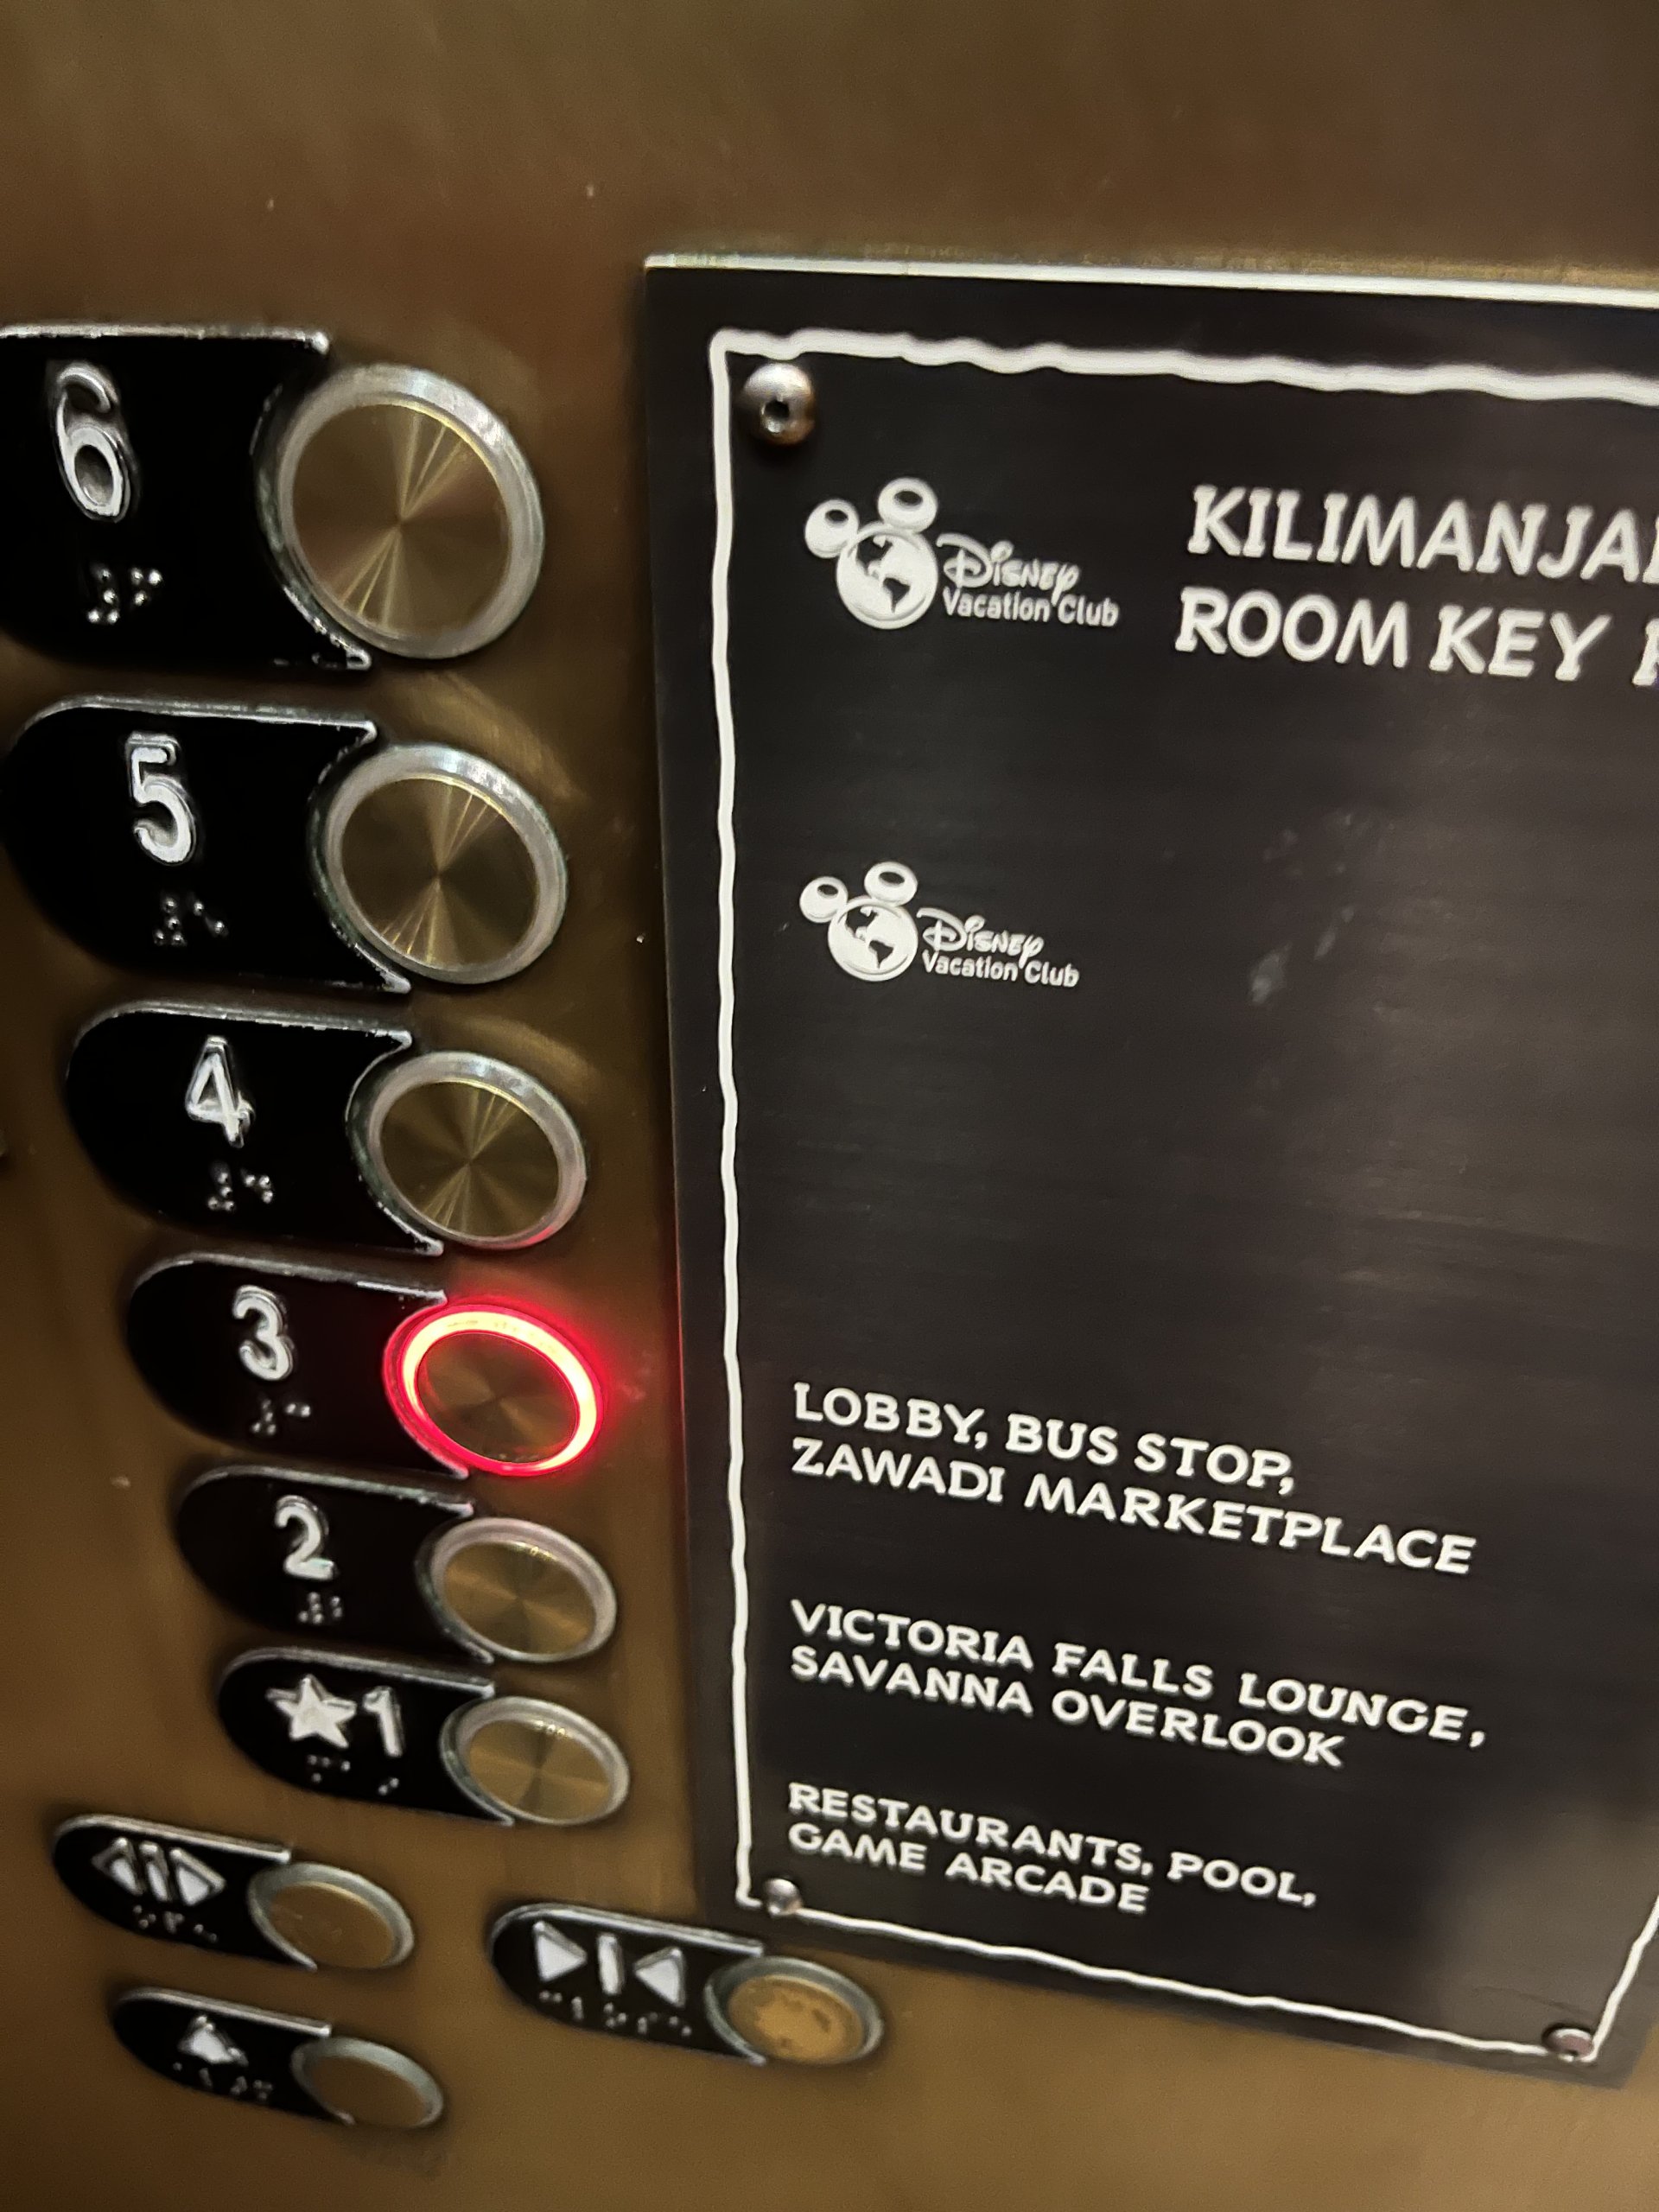 6
5
4
3
2
★1
Disney
Vacation Club
KILIMANJA
ROOM KEY
Disney
Vacation Club
LOBBY, BUS STOP,
ZAWADI MARKETPLACE
VICTORIA FALLS LOUNGE,
SAVANNA OVERLOOK
RESTAURANTS, POOL,
GAME ARCADE